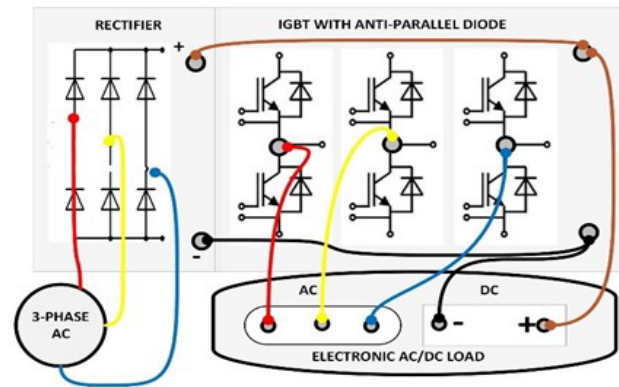 RECTIFIER
IGBT WITH ANTI-PARALLEL DIODE
+
-
3-PHASE
AC
AC
DC
-
+
ELECTRONIC AC/DC LOAD